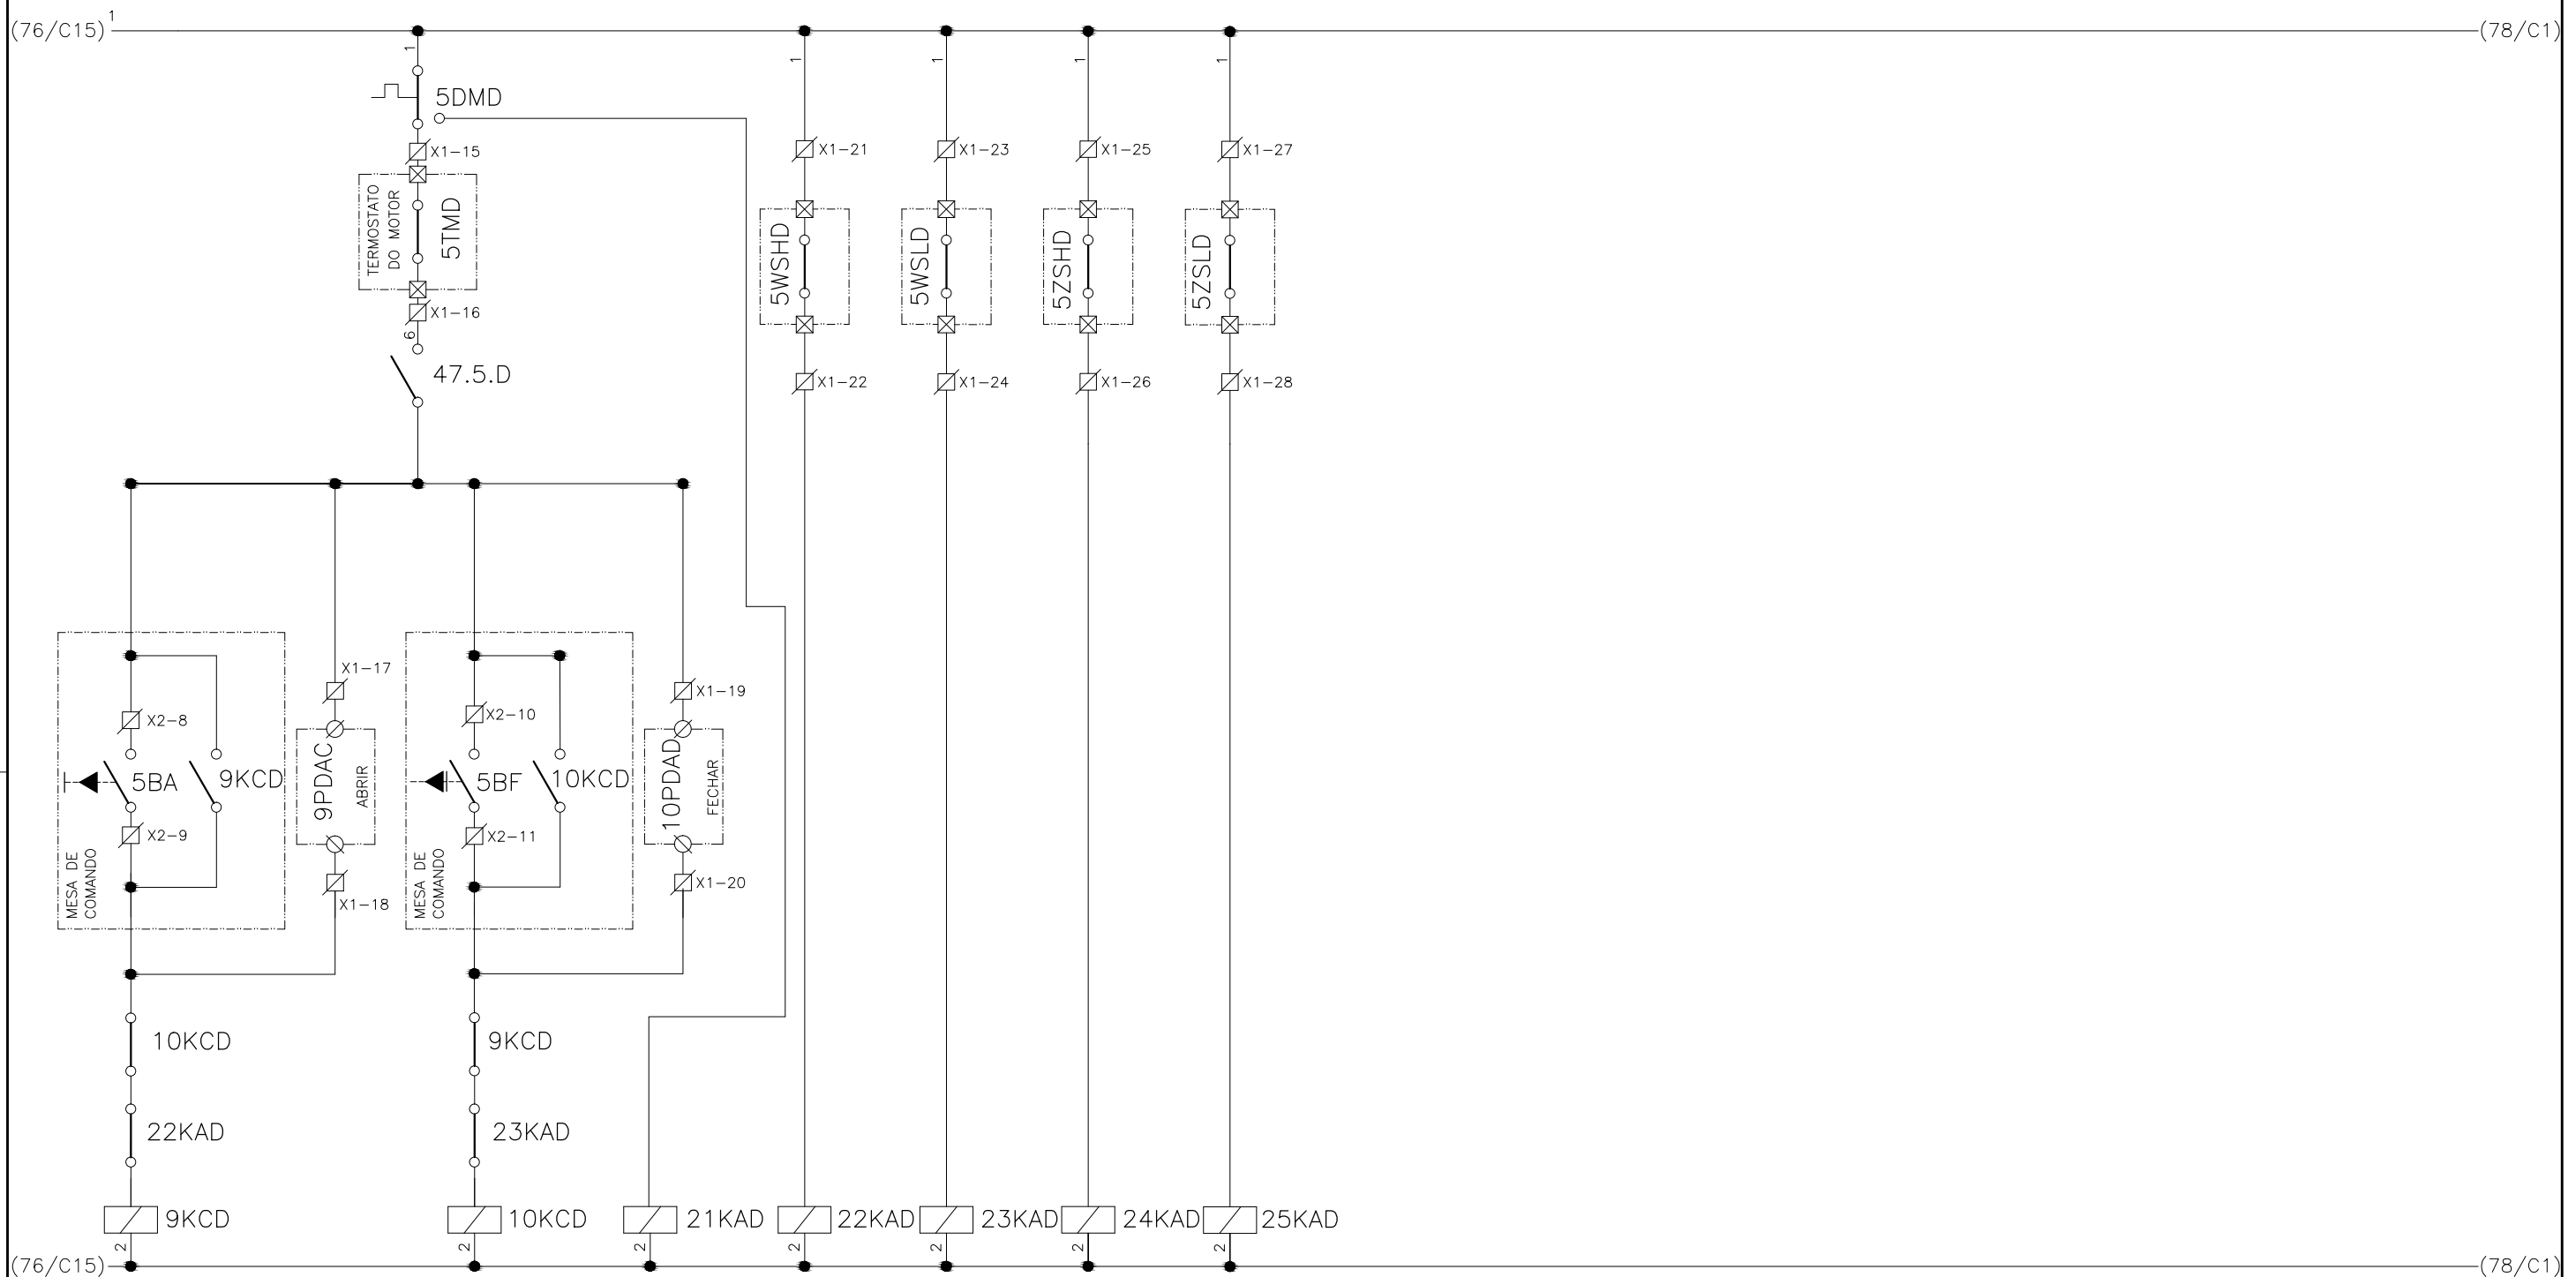 (76/C15)
1
(78/C1)
1
1
1
1
1
5DMD
X1-15
X1-21
X1-23
X1-25
X1-27
TERMOSTATO
DO MOTOR
5TMD
5WSHD
5WSLD
5ZSHD
5ZSLD
X1-16
6
47.5.D
X1-22
X1-24
X1-26
X1-28
X1-17
X1-19
X2-8
X2-10
5BA
9KCD
9PDAC
ABRIR
5BF
10KCD
10PDAD
FECHAR
X2-9
X2-11
MESA DE
COMANDO
X1-18
MESA DE
COMANDO
X1-20
10KCD
9KCD
22KAD
23KAD
9KCD
10KCD
21KAD
22KAD
23KAD
24KAD
25KAD
2
2
2
2
2
2
2
(76/C15)
(78/C1)